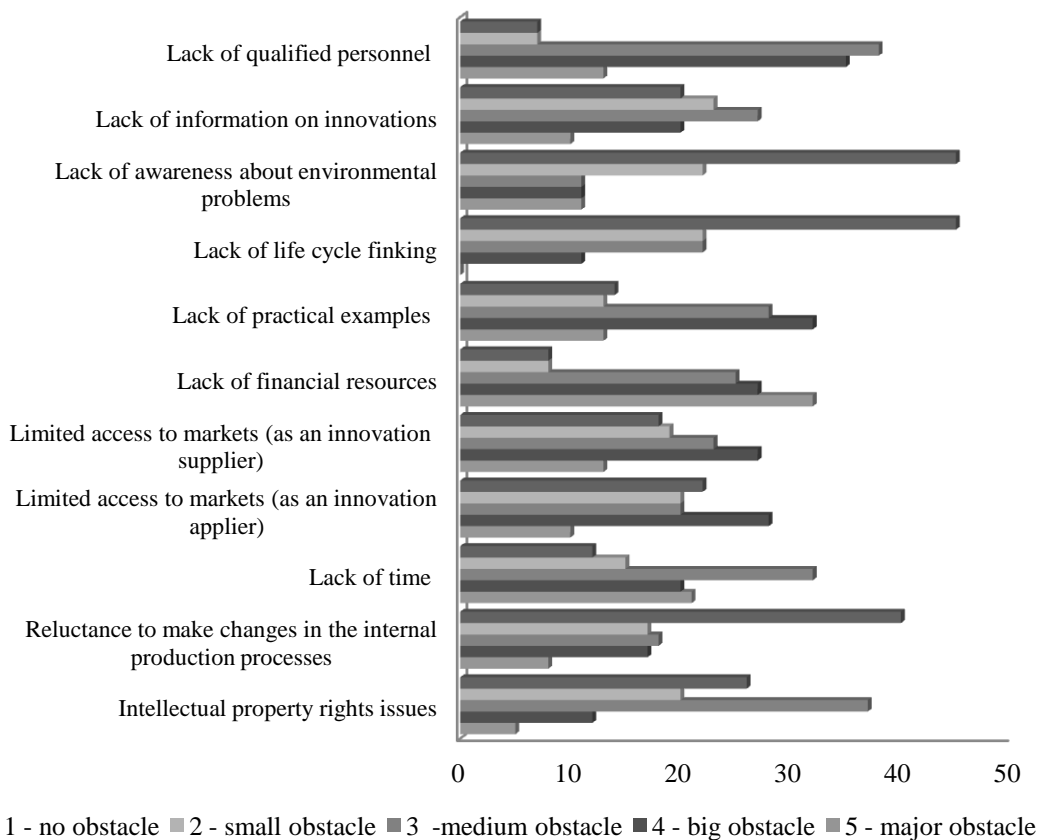 Lack of qualified personnel
Lack of information on innovations
Lack of awareness about environmental
problems
Lack of life cycle finking
Lack of practical examples
Lack of financial resources
Limited access to markets (as an innovation
supplier)
Limited access to markets (as an innovation
applier)
Lack of time
Reluctance to make changes in the internal
production processes
Intellectual property rights issues
0 10 20 30 40 50
1 - no obstacle 2 - small obstacle 3 -medium obstacle 4 - big obstacle 5 - major obstacle